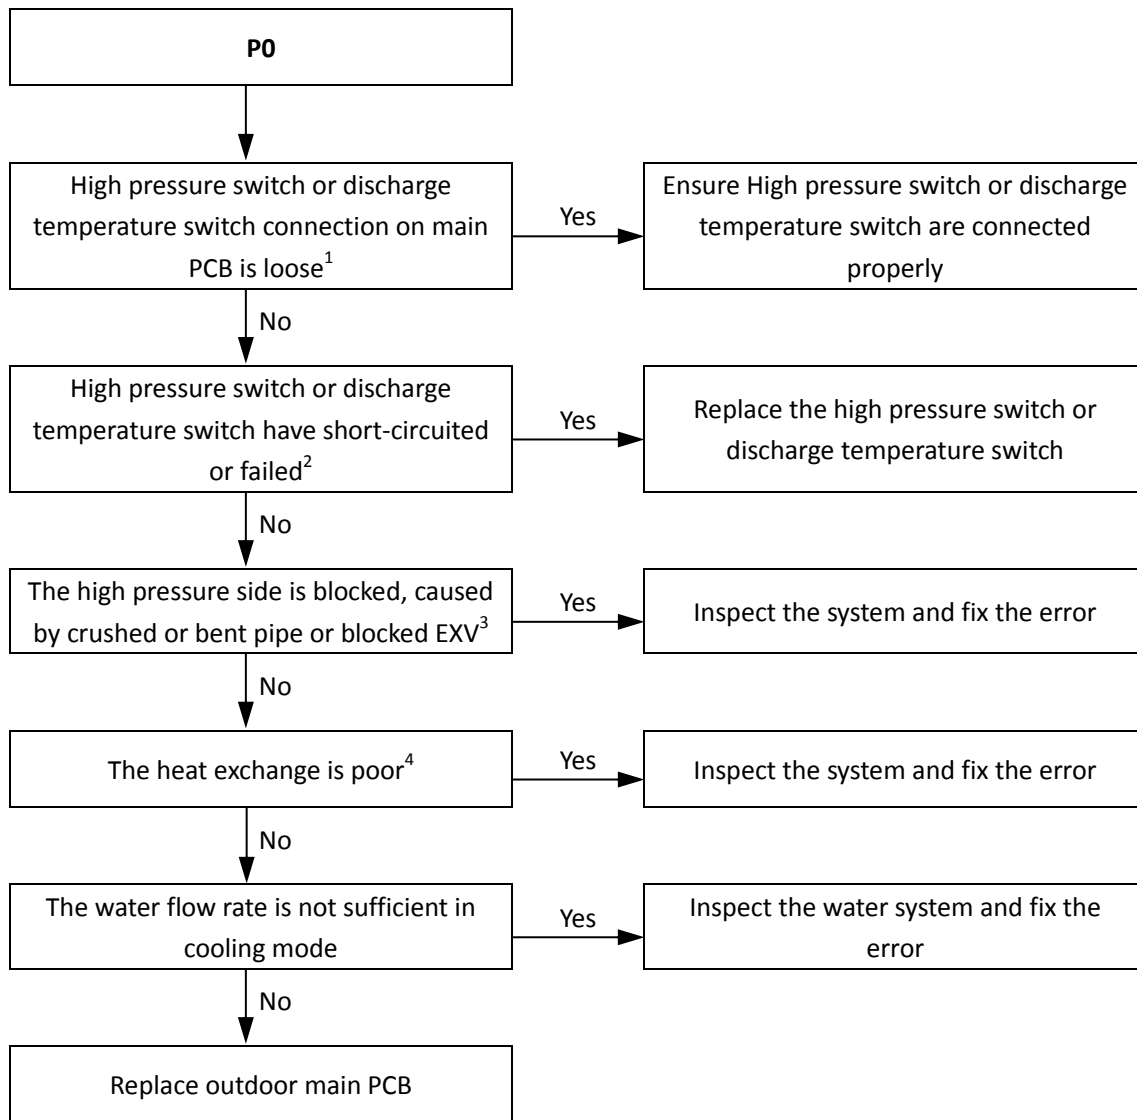 P0
High pressure switch or discharge
temperature switch connection on main
PCB is loose1
Yes
Ensure High pressure switch or discharge
temperature switch are connected
properly
No
High pressure switch or discharge
temperature switch have short-circuited
or failed2
Yes
Replace the high pressure switch or
discharge temperature switch
No
The high pressure side is blocked, caused
by crushed or bent pipe or blocked EXV3
Yes
Inspect the system and fix the error
No
The heat exchange is poor4
Yes
Inspect the system and fix the error
No
The water flow rate is not sufficient in
cooling mode
Yes
Inspect the water system and fix the
error
No
Replace outdoor main PCB